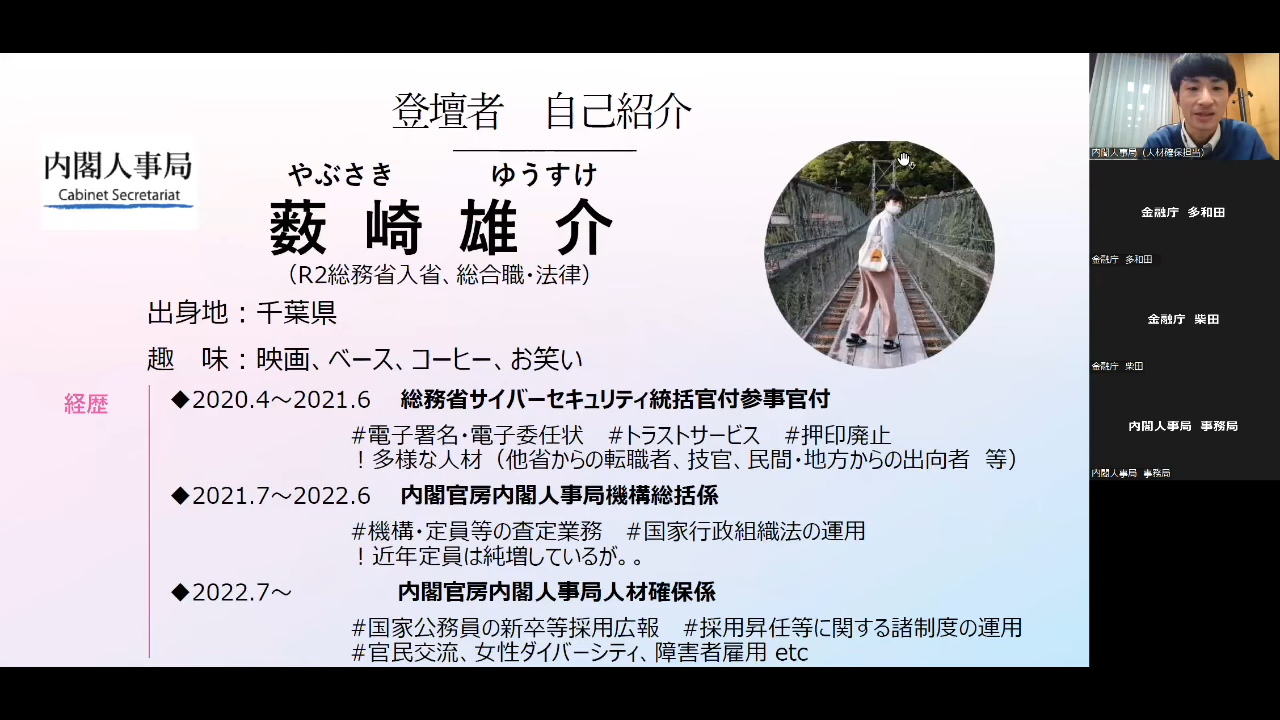 登壇者　自己紹介
内閣人事局
Cabinet Secretariat
やぶさき　ゆうすけ
薮 崎 雄 介
（R2総務省入省、総合職・法律）
出身地：千葉県
趣　味：映画、ベース、コーヒー、お笑い
経歴
◆2020.4～2021.6　総務省サイバーセキュリティ統括官付参事官付
#電子署名・電子委任状　#トラストサービス　#押印廃止
！多様な人材（他省からの転職者、技官、民間・地方からの出向者　等）
◆2021.7～2022.6　内閣官房内閣人事局機構総括係
#機構・定員等の査定業務　#国家行政組織法の運用
！近年定員は純増しているが。。
◆2022.7～　内閣官房内閣人事局人材確保係
#国家公務員の新卒等採用広報　#採用昇任等に関する諸制度の運用
#官民交流、女性ダイバーシティ、障害者雇用 etc
内閣人事局（人材確保担当）
金融庁 多和田
金融庁 多和田
金融庁 柴田
金融庁 柴田
内閣人事局 事務局
内閣人事局 事務局